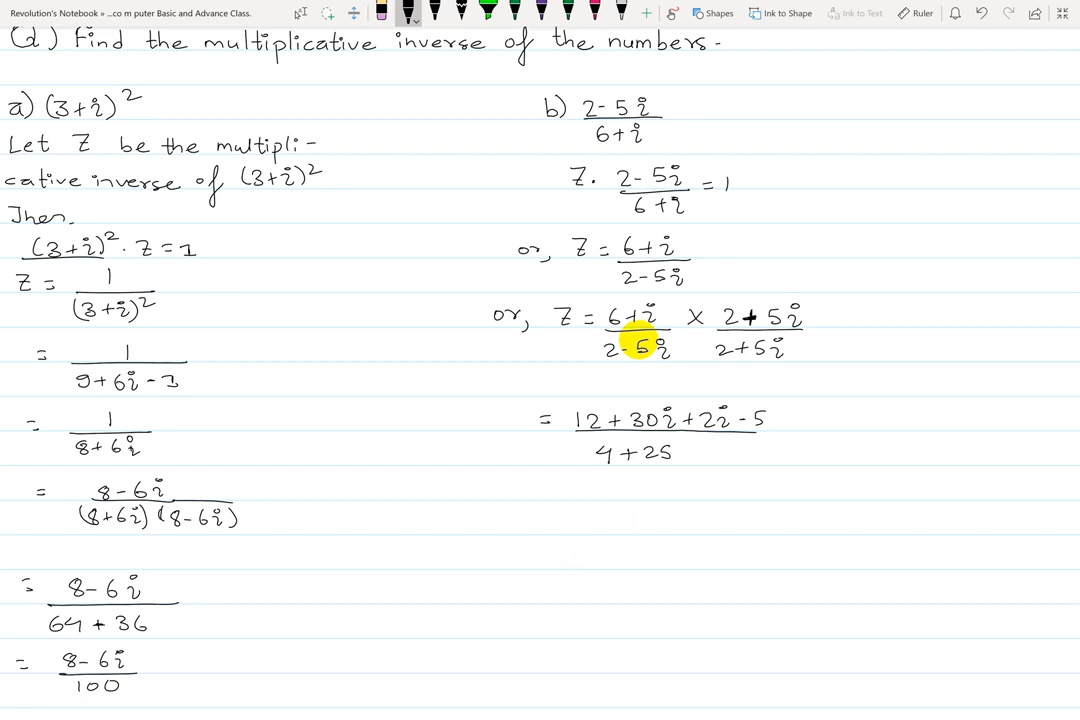 Revolution's Notebook » ...co m puter Basic and Advance Class.
Shapes
Ink to Shape
Ink to Text
Ruler
(d) Find the multiplicative inverse of the numbers.
a) (3+i)^2
Let Z be the multipli-
cative inverse of (3+i)^2
Then.
(3+i)^2 . Z = 1
Z = 1/(3+i)^2
= 1/(9+6i-1)
= 1/(8+6i)
= (8-6i)/((8+6i)(8-6i))
= (8-6i)/(64+36)
= (8-6i)/100
b) (2-5i)/(6+i)
Z. (2-5i)/(6+i) = 1
or, Z = (6+i)/(2-5i)
or, Z = (6+i)/(2-5i) × (2+5i)/(2+5i)
= (12+30i+2i-5)/(4+25)